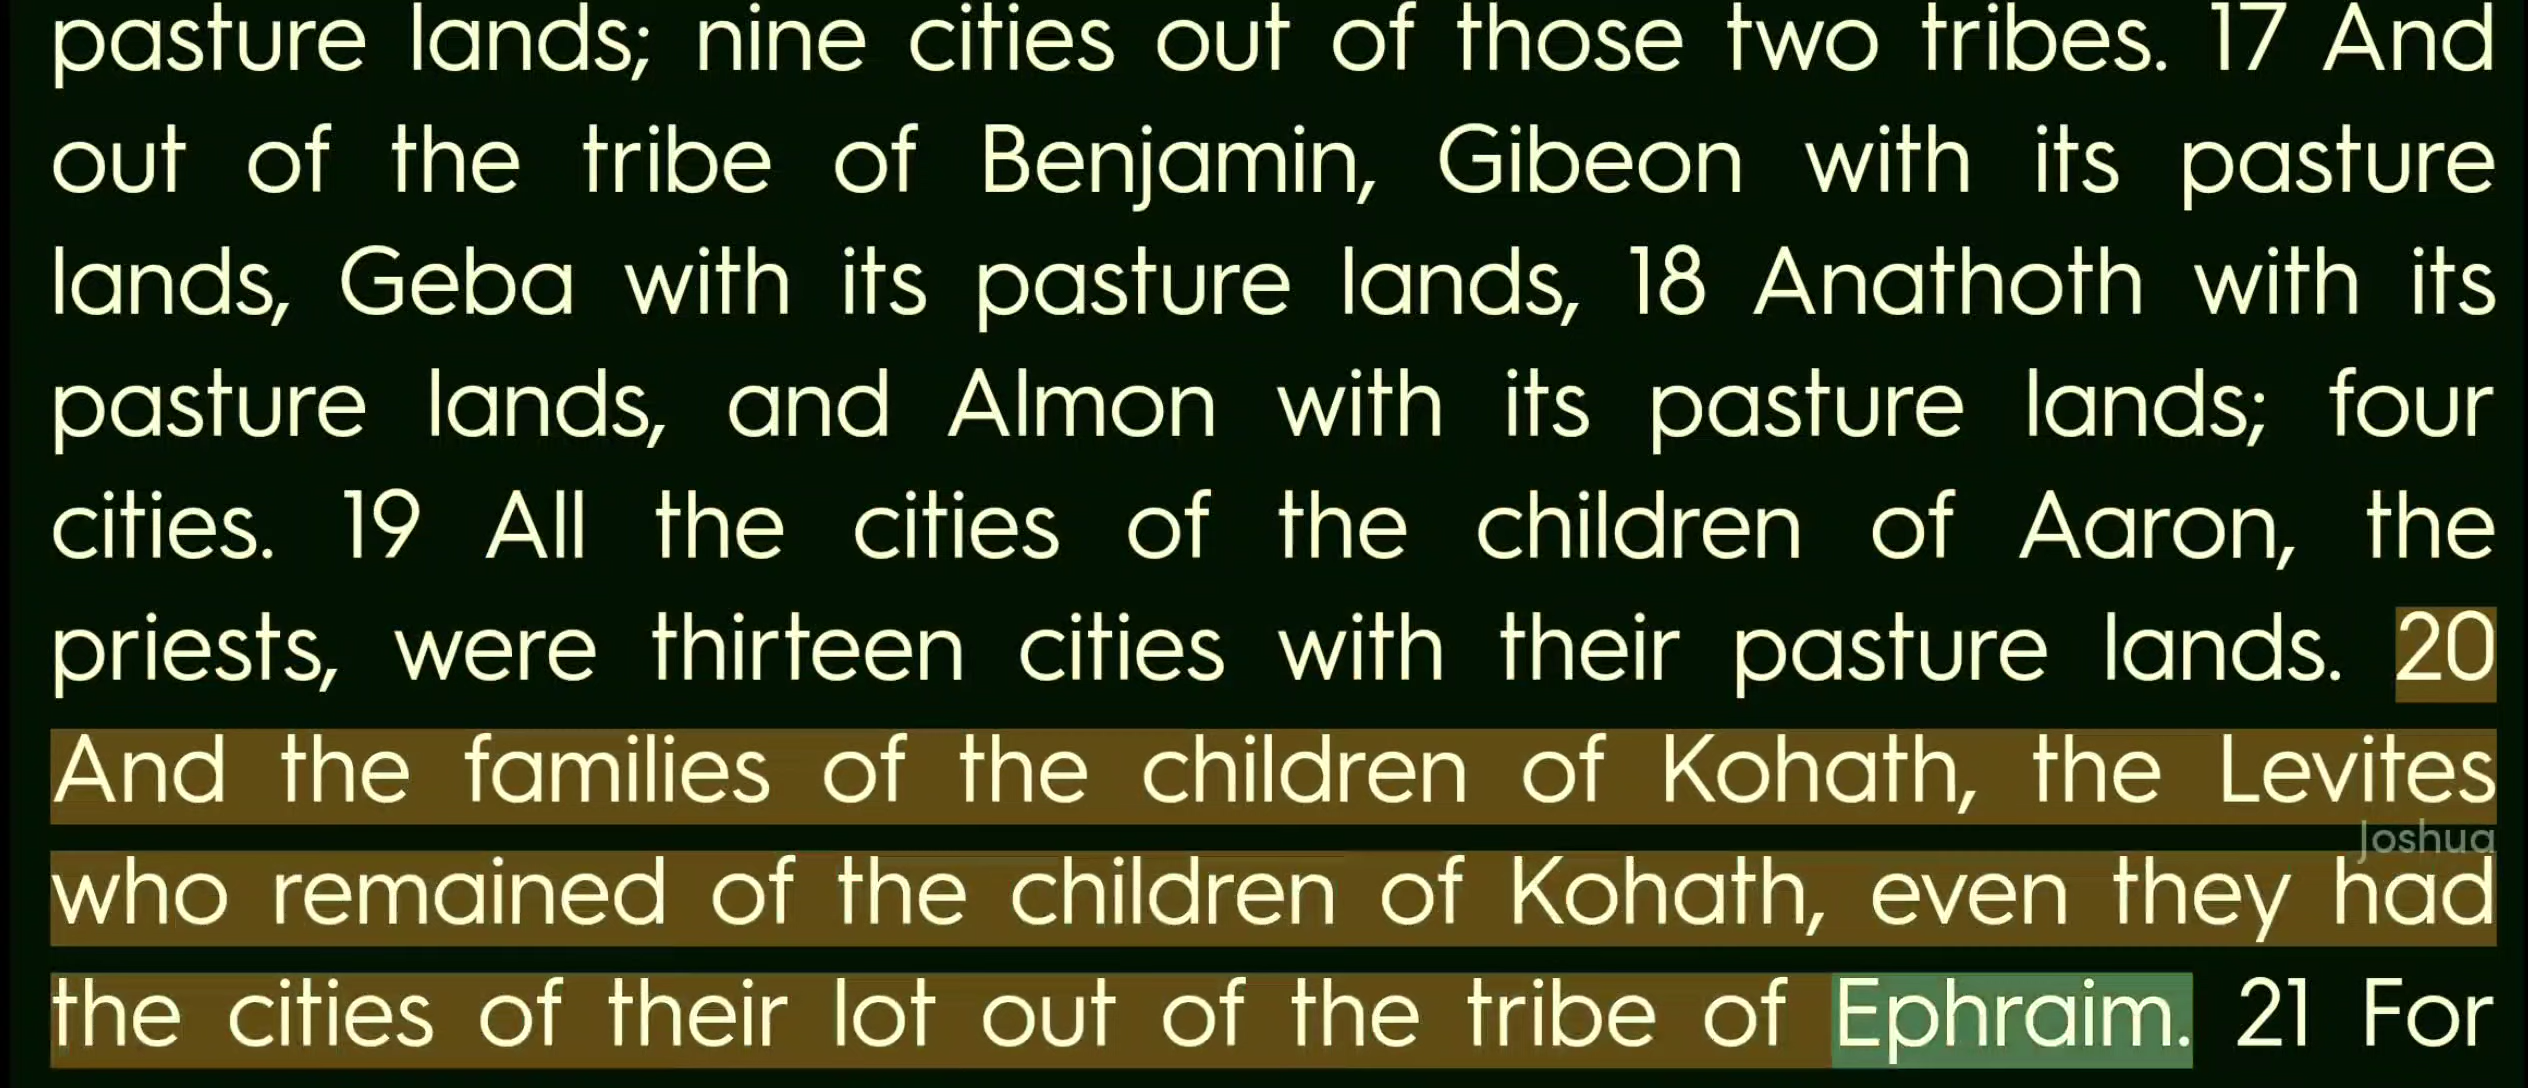 pasture lands; nine cities out of those two tribes. 17 And
out of the tribe of Benjamin, Gibeon with its pasture
lands, Geba with its pasture lands, 18 Anathoth with its
pasture lands, and Almon with its pasture lands; four
cities. 19 All the cities of the children of Aaron, the
priests, were thirteen cities with their pasture lands. 20
And the families of the children of Kohath, the Levites
Joshua
who remained of the children of Kohath, even they had
the cities of their lot out of the tribe of Ephraim. 21 For